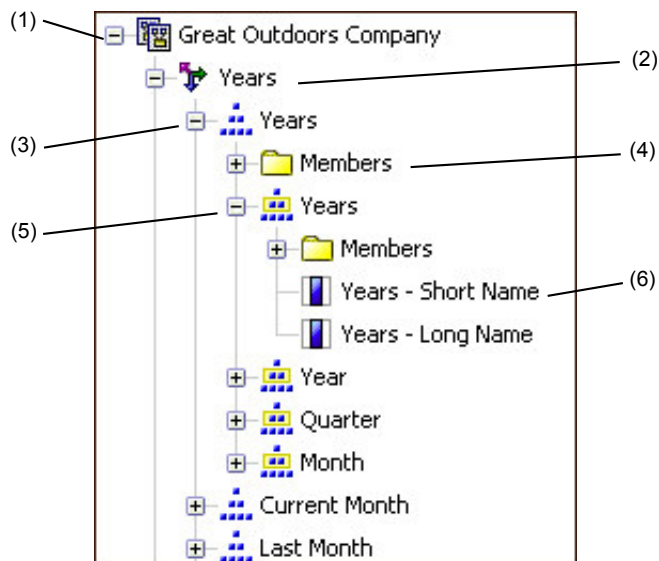 (1)
Great Outdoors Company
Years
(2)
(3)
Years
Members
(4)
(5)
Years
Members
Years - Short Name
(6)
Years - Long Name
Year
Quarter
Month
Current Month
Last Month